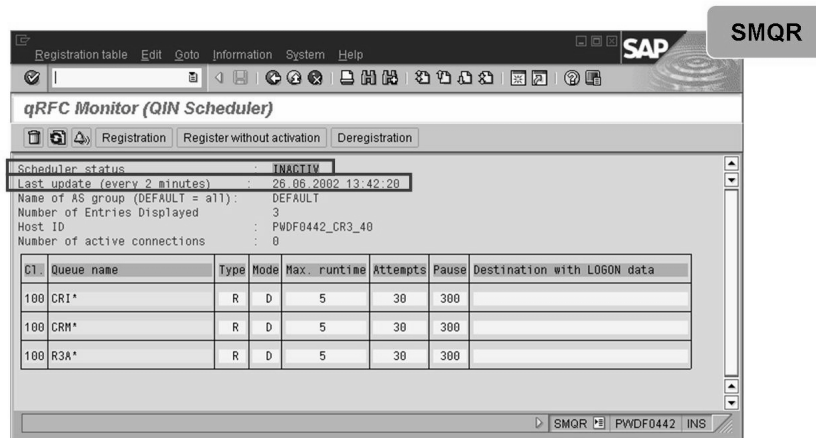 SMQR
Registration table Edit Goto Information System Help
SAP
qRFC Monitor (QIN Scheduler)
Registration Register without activation Deregistration
Scheduler status : INACTIV
Last update (every 2 minutes) : 26.06.2002 13:42:20
Name of AS group (DEFAULT = all): DEFAULT
Number of Entries Displayed 3
Host ID : PWDF0442_CR3_40
Number of active connections : 0
Cl. Queue name Type Mode Max. runtime Attempts Pause Destination with LOGON data
100 CRI* R D 5 30 300
100 CRM* R D 5 30 300
100 R3A* R D 5 30 300
SMQR PWDF0442 INS